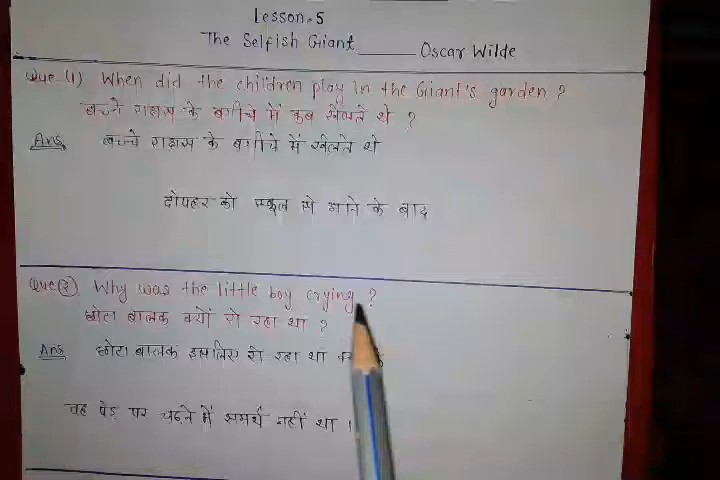 Lesson-5
The Selfish Giant ______ Oscar Wilde
Que (1) When did the children play in the Giant's garden ?
बच्चे राक्षस के बगीचे में कब खेलते थे ?
Ans बच्चे राक्षस के बगीचे में खेलते थे
दोपहर को स्कूल से आने के बाद
Que (2) Why was the little boy crying ?
छोटा बालक क्यों रो रहा था ?
Ans छोटा बालक इसलिए रो रहा था
वह पेड़ पर चढ़ने में समर्थ नहीं था ।